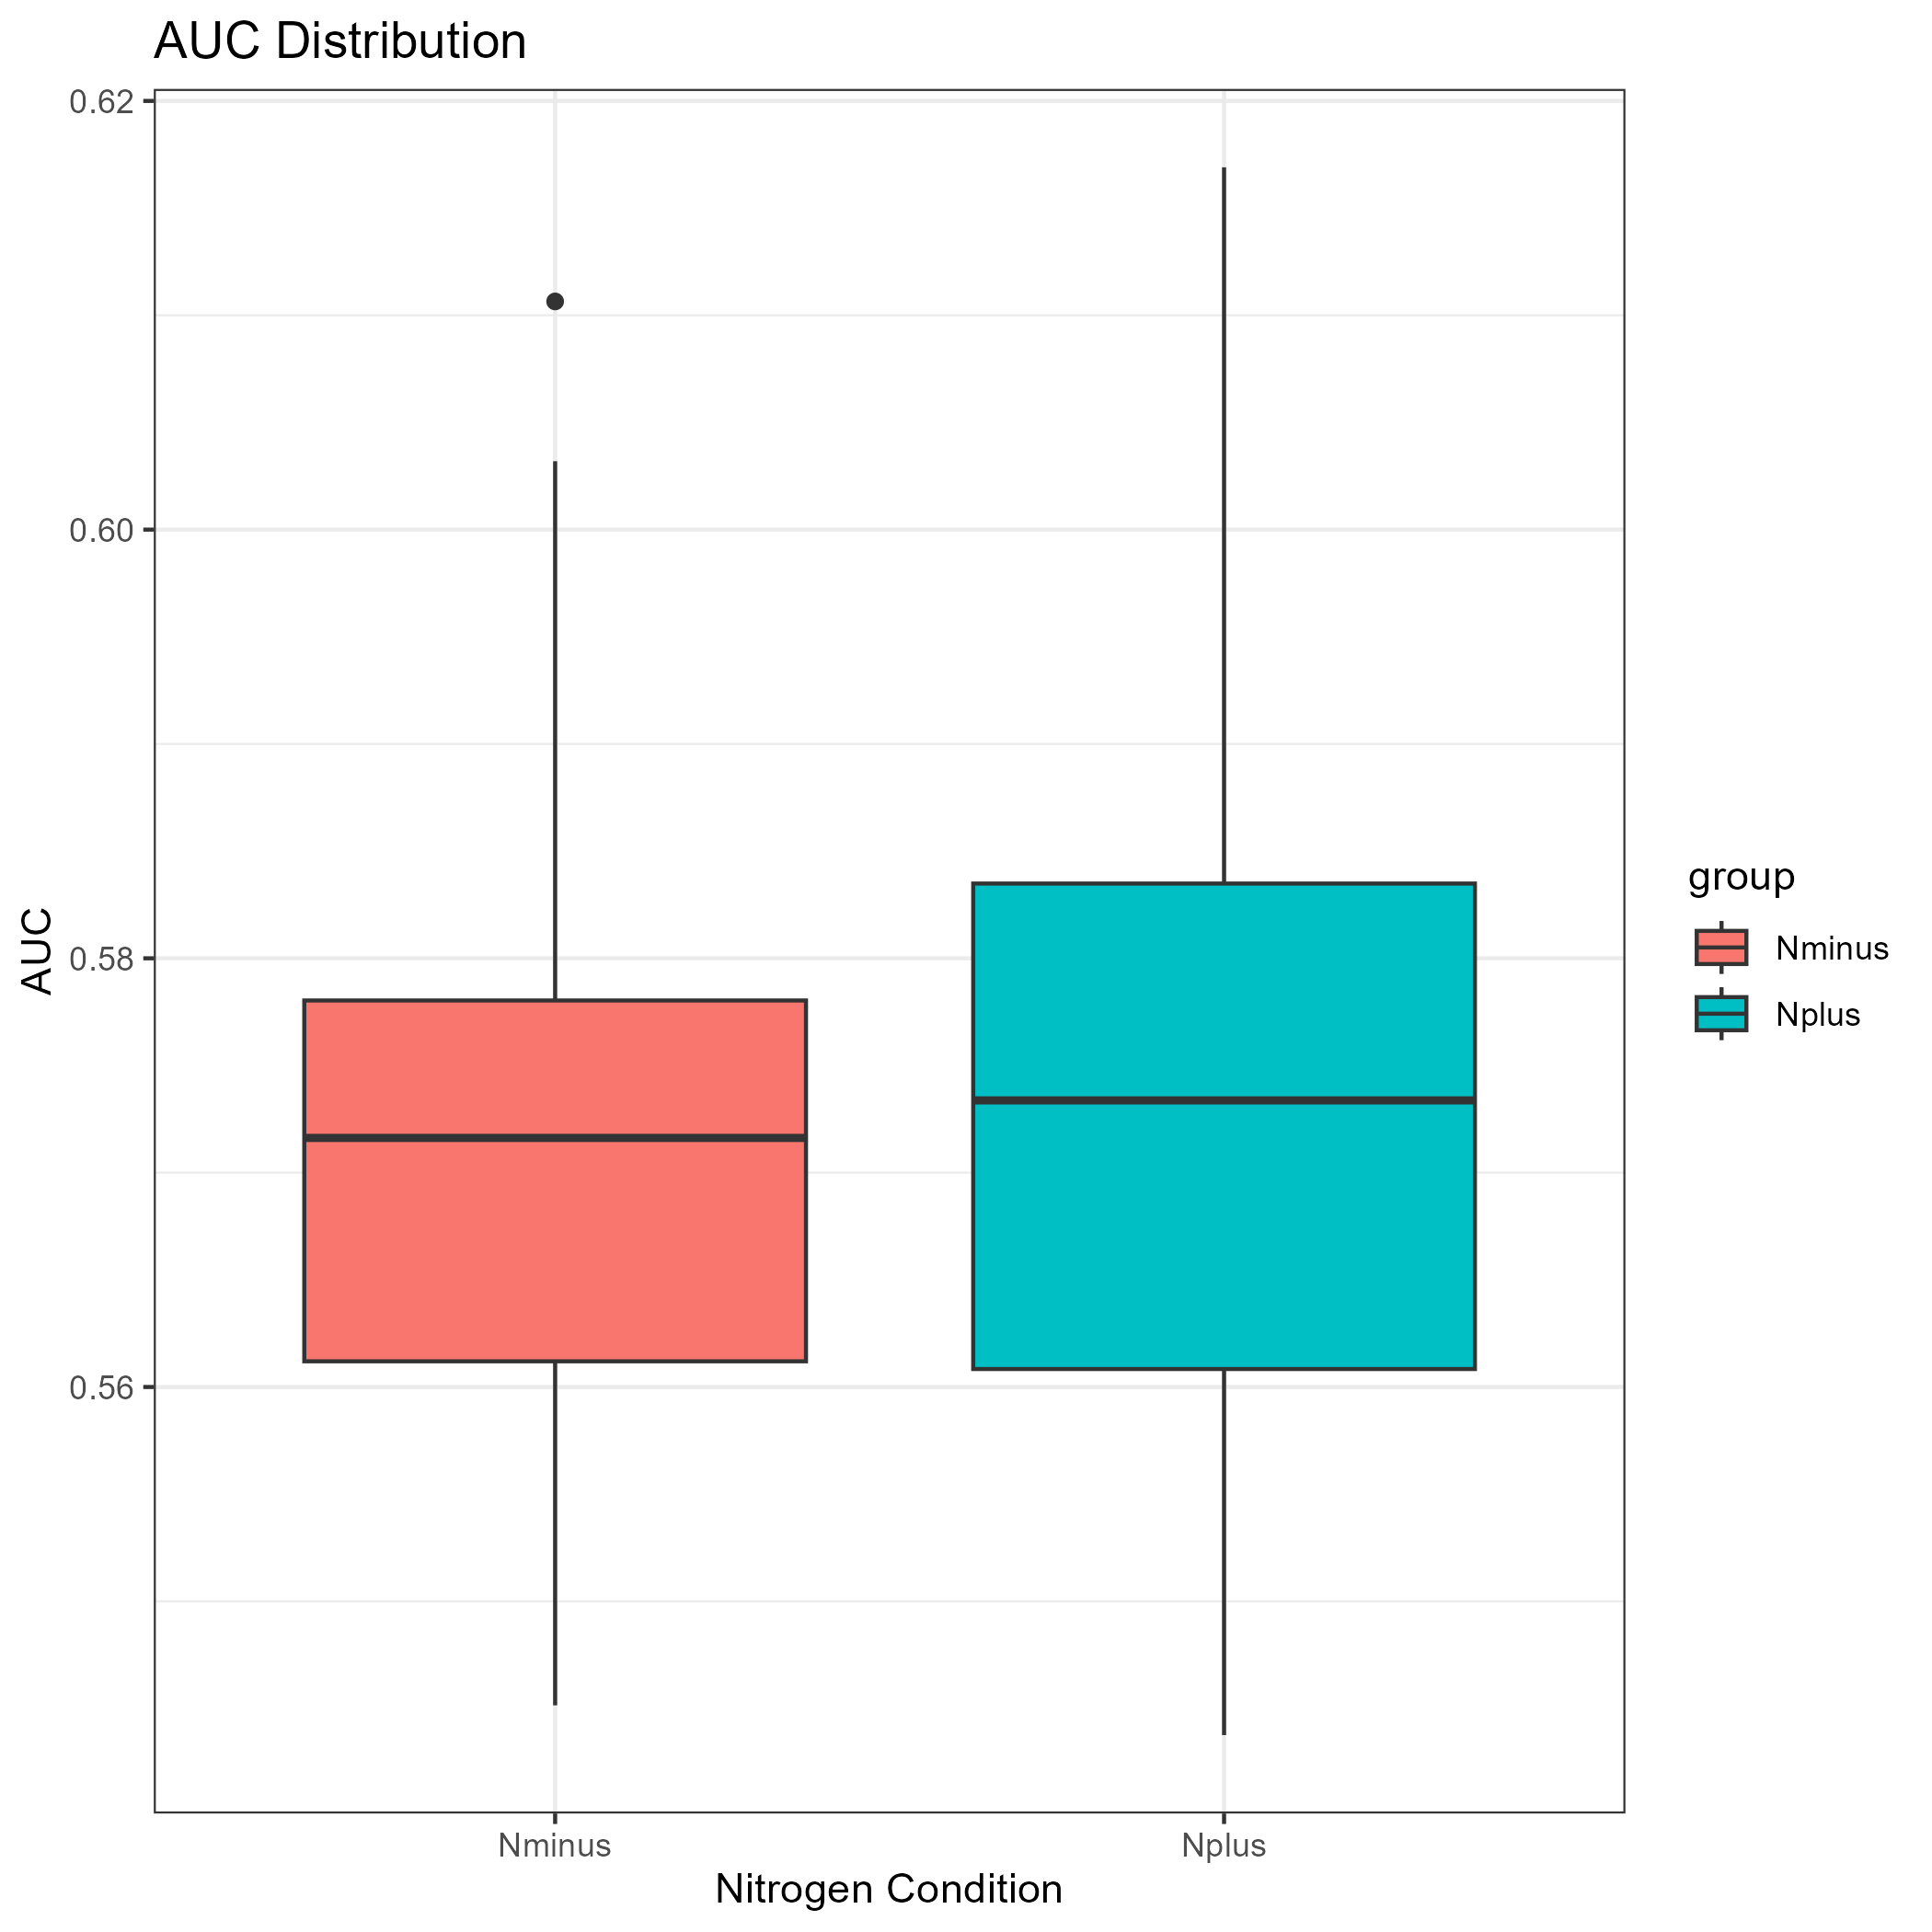 AUC Distribution
0.62
0.60
0.58
0.56
AUC
Nminus
Nplus
Nitrogen Condition
group
Nminus
Nplus